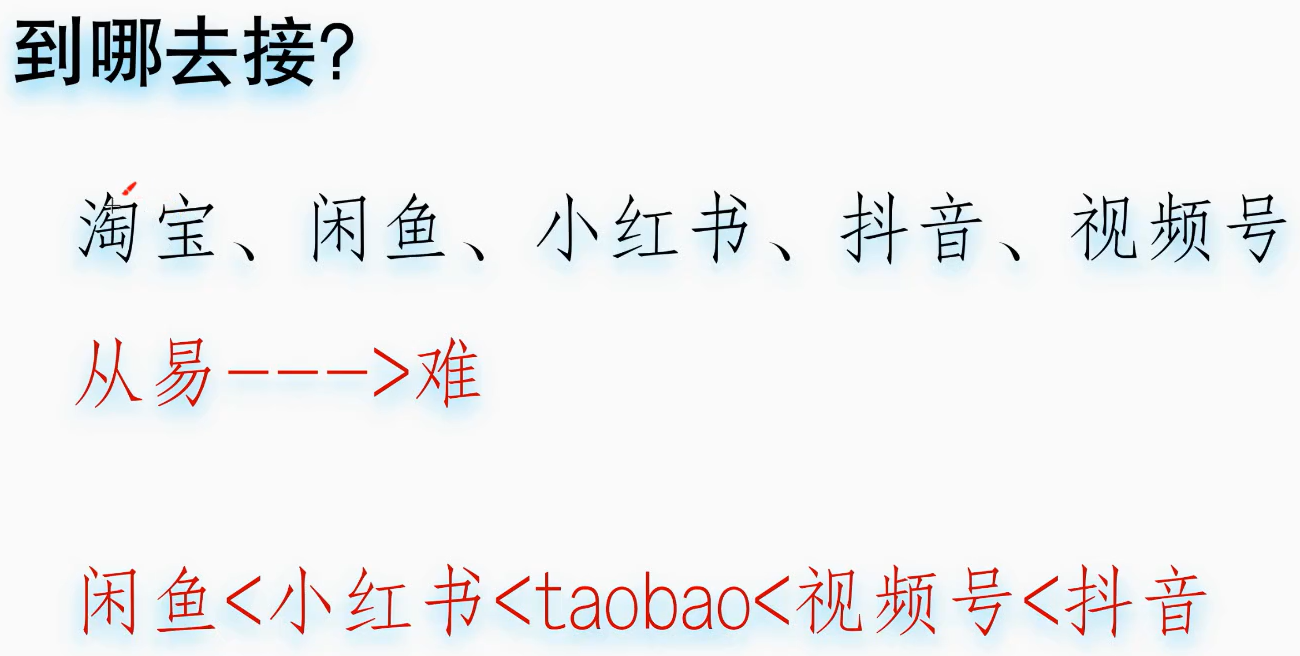 到哪去接?
淘宝、闲鱼、小红书、抖音、视频号
从易--->难
闲鱼<小红书<taobao<视频号<抖音